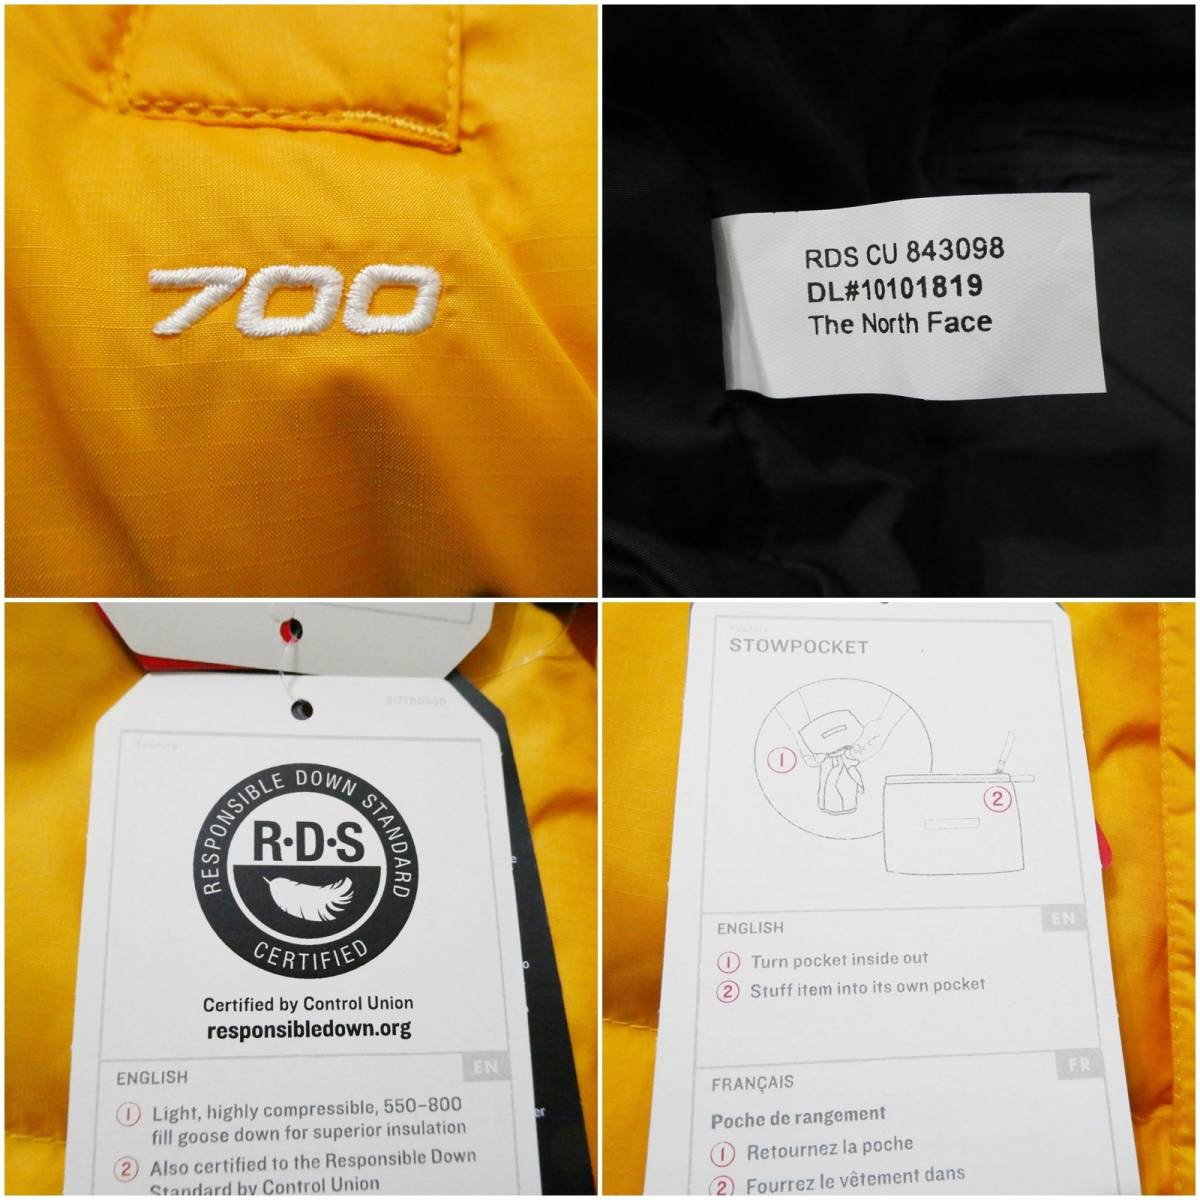 700
RDS CU 843098
DL#10101819
The North Face
Feature
RESPONSIBLE DOWN STANDARD
R·D·S
CERTIFIED
Certified by Control Union
responsibledown.org
EN
ENGLISH
1 Light, highly compressible, 550–800
fill goose down for superior insulation
2 Also certified to the Responsible Down
Standard by Control Union
Feature
STOWPOCKET
1
2
EN
ENGLISH
1 Turn pocket inside out
2 Stuff item into its own pocket
FR
FRANÇAIS
Poche de rangement
1 Retournez la poche
2 Fourrez le vêtement dans